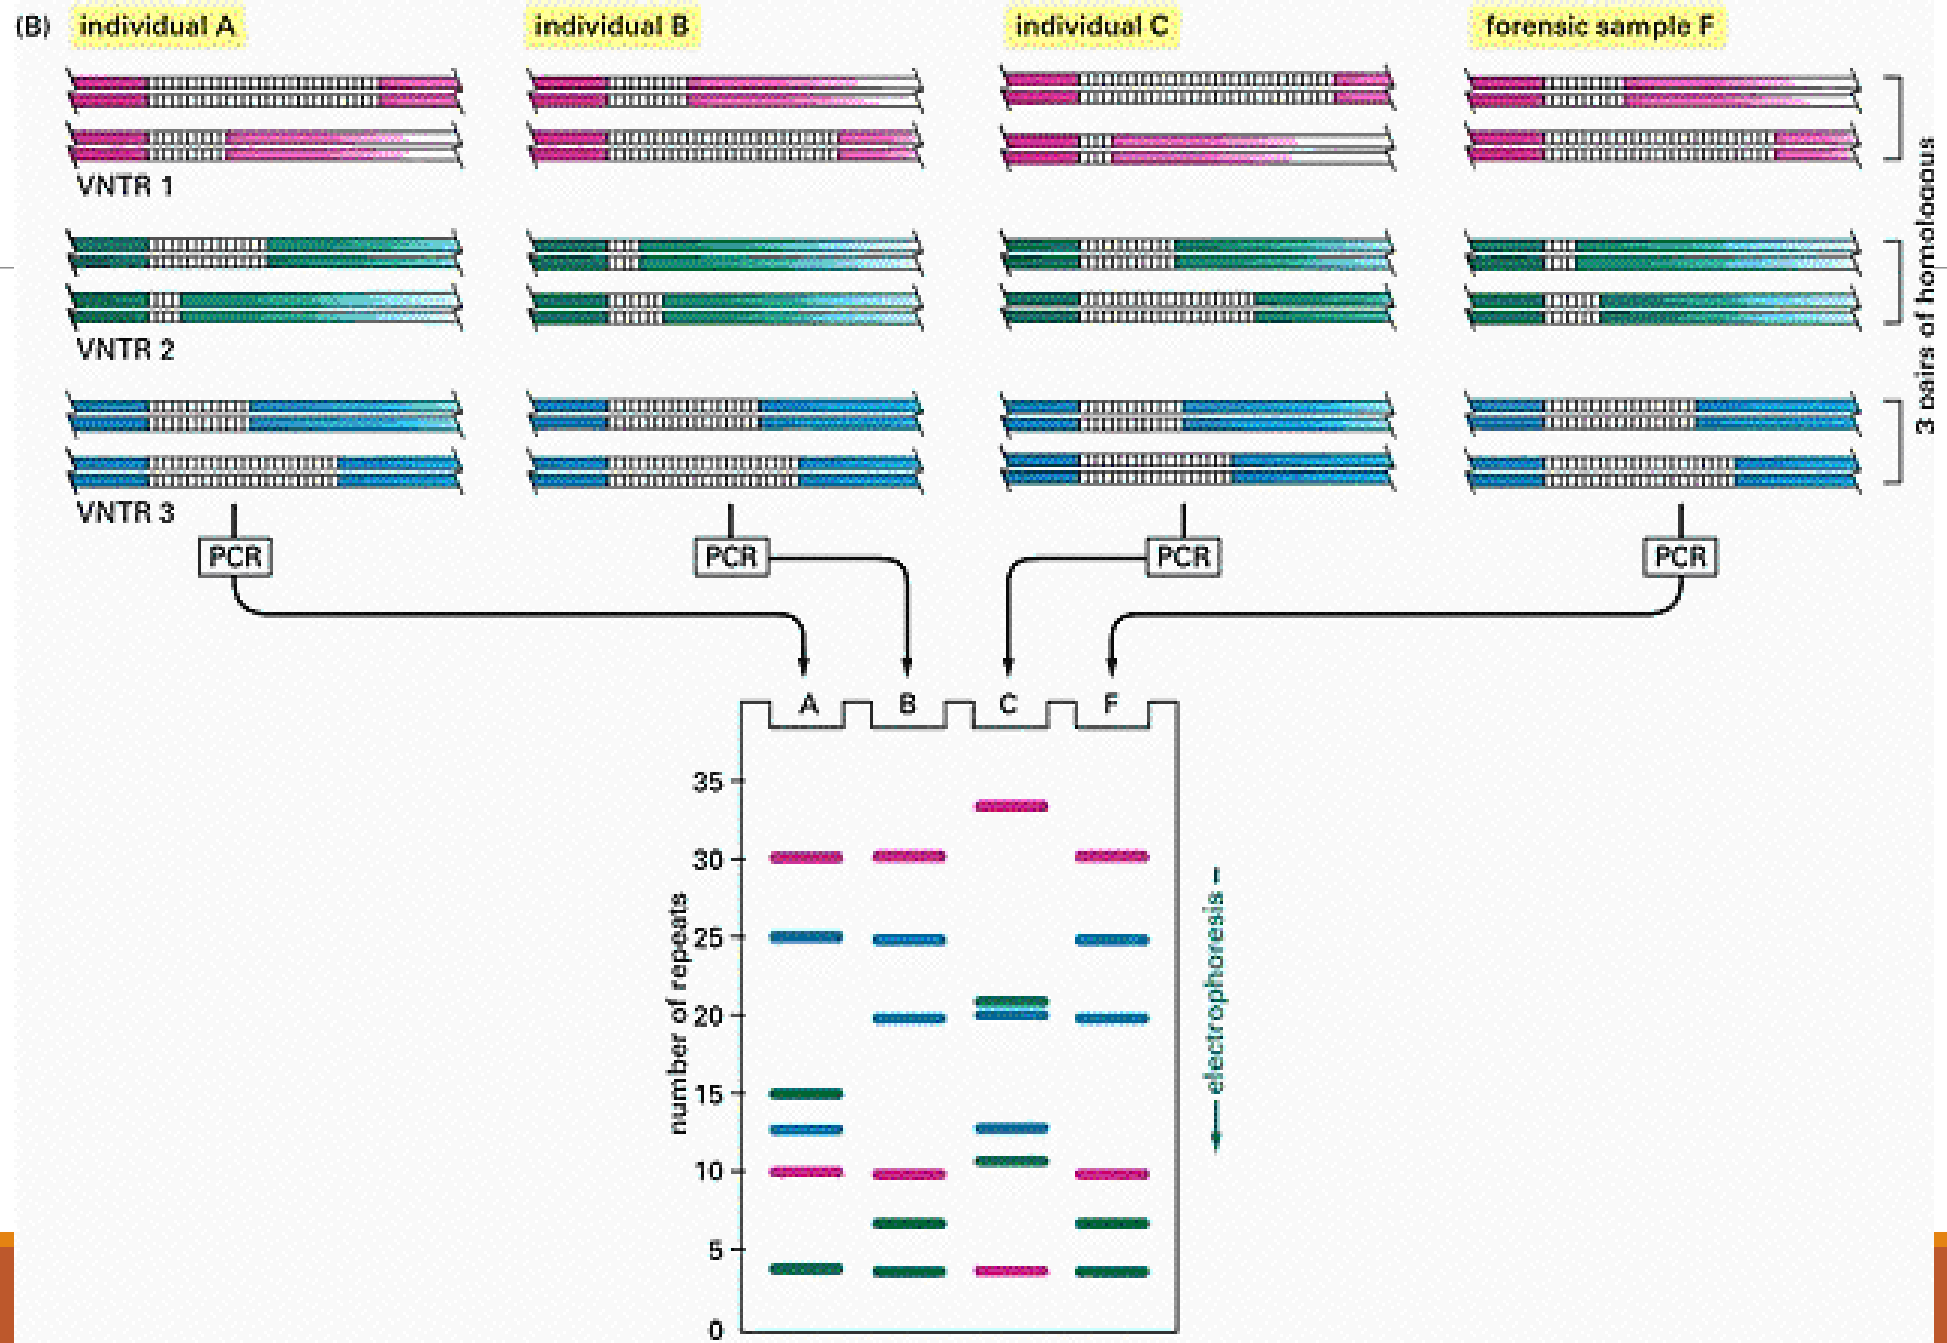 (B) individual A individual B individual C forensic sample F
VNTR 1
VNTR 2
VNTR 3
3 pairs of homologous
PCR PCR PCR PCR
A B C F
35
30
25
20
15
10
5
0
number of repeats
electrophoresis